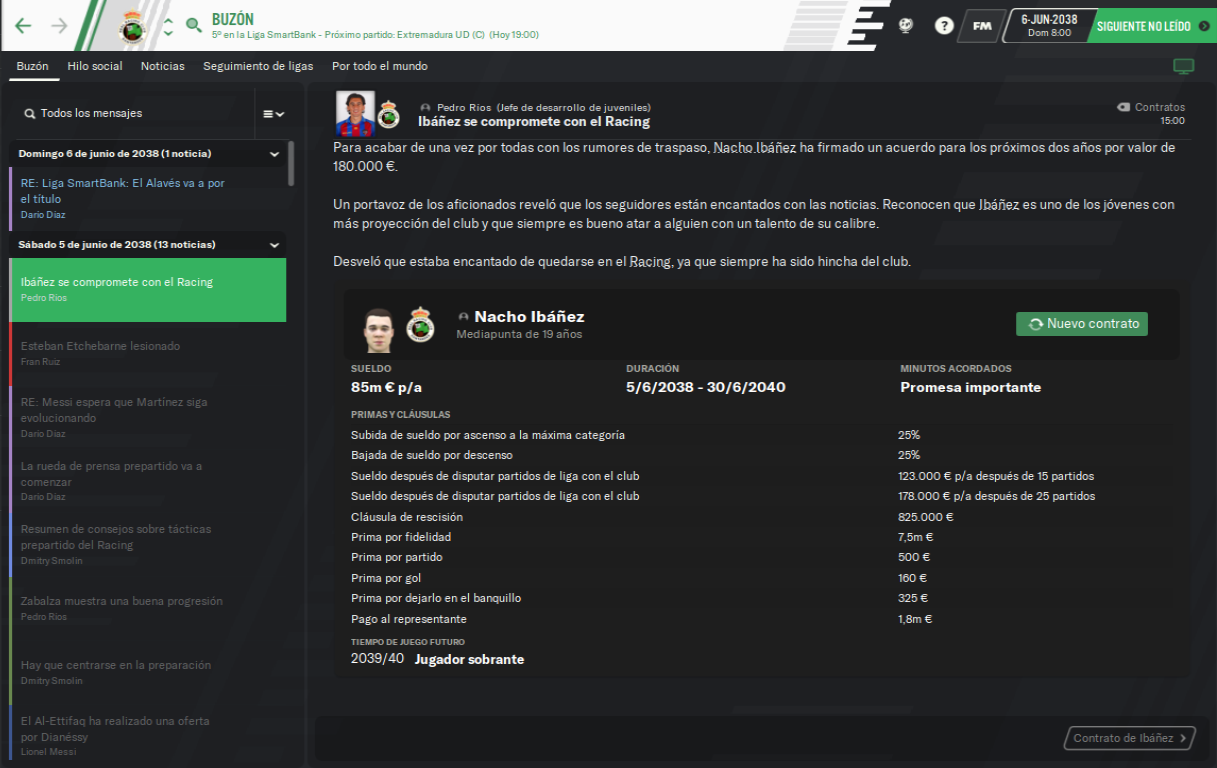 BUZÓN
5º en la Liga SmartBank - Próximo partido: Extremadura UD (C) (Hoy 19:00)
?
FM
6-JUN-2038
Dom 8:00
SIGUIENTE NO LEÍDO
Buzón
Hilo social
Noticias
Seguimiento de ligas
Por todo el mundo
Todos los mensajes
Domingo 6 de junio de 2038 (1 noticia)
RE: Liga SmartBank: El Alavés va a por
el título
Darío Díaz
Sábado 5 de junio de 2038 (13 noticias)
Ibáñez se compromete con el Racing
Pedro Ríos
Esteban Etchebarne lesionado
Fran Ruiz
RE: Messi espera que Martínez siga
evolucionando
Darío Díaz
La rueda de prensa prepartido va a
comenzar
Darío Díaz
Resumen de consejos sobre tácticas
prepartido del Racing
Dmitry Smolin
Zabalza muestra una buena progresión
Pedro Ríos
Hay que centrarse en la preparación
Dmitry Smolin
El Al-Ettifaq ha realizado una oferta
por Dianéssy
Lionel Messi
Pedro Ríos (Jefe de desarrollo de juveniles)
Ibáñez se compromete con el Racing
Contratos
15:00
Para acabar de una vez por todas con los rumores de traspaso, Nacho Ibáñez ha firmado un acuerdo para los próximos dos años por valor de
180.000 €.
Un portavoz de los aficionados reveló que los seguidores están encantados con las noticias. Reconocen que Ibáñez es uno de los jóvenes con
más proyección del club y que siempre es bueno atar a alguien con un talento de su calibre.
Desveló que estaba encantado de quedarse en el Racing, ya que siempre ha sido hincha del club.
Nacho Ibáñez
Mediapunta de 19 años
Nuevo contrato
SUELDO
DURACIÓN
MINUTOS ACORDADOS
85m € p/a
5/6/2038 - 30/6/2040
Promesa importante
PRIMAS Y CLÁUSULAS
Subida de sueldo por ascenso a la máxima categoría
25%
Bajada de sueldo por descenso
25%
Sueldo después de disputar partidos de liga con el club
123.000 € p/a después de 15 partidos
Sueldo después de disputar partidos de liga con el club
178.000 € p/a después de 25 partidos
Cláusula de rescisión
825.000 €
Prima por fidelidad
7,5m €
Prima por partido
500 €
Prima por gol
160 €
Prima por dejarlo en el banquillo
325 €
Pago al representante
1,8m €
TIEMPO DE JUEGO FUTURO
2039/40 Jugador sobrante
Contrato de Ibáñez